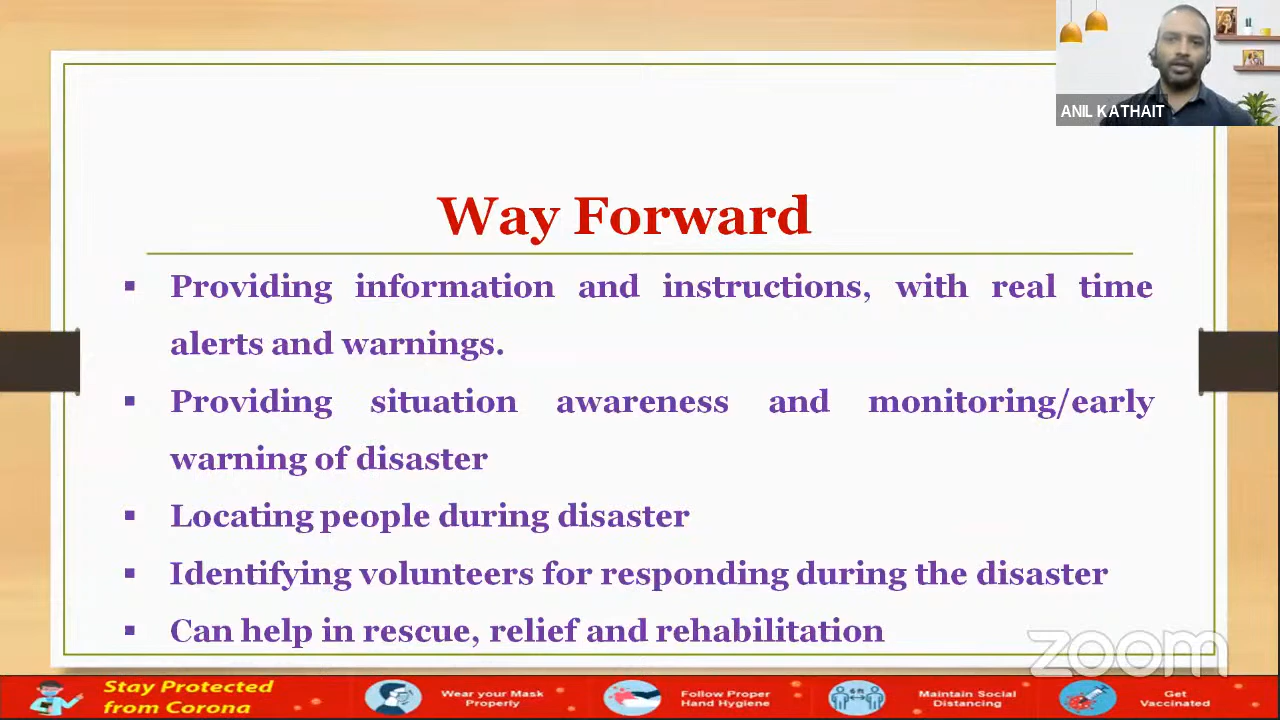 ANIL KATHAIT
Way Forward
▪ Providing information and instructions, with real time
alerts and warnings.
▪ Providing situation awareness and monitoring/early
warning of disaster
▪ Locating people during disaster
▪ Identifying volunteers for responding during the disaster
▪ Can help in rescue, relief and rehabilitation
zoom
Stay Protected
from Corona
Wear your Mask
Properly
Follow Proper
Hand Hygiene
6 ft
Maintain Social
Distancing
Get
Vaccinated